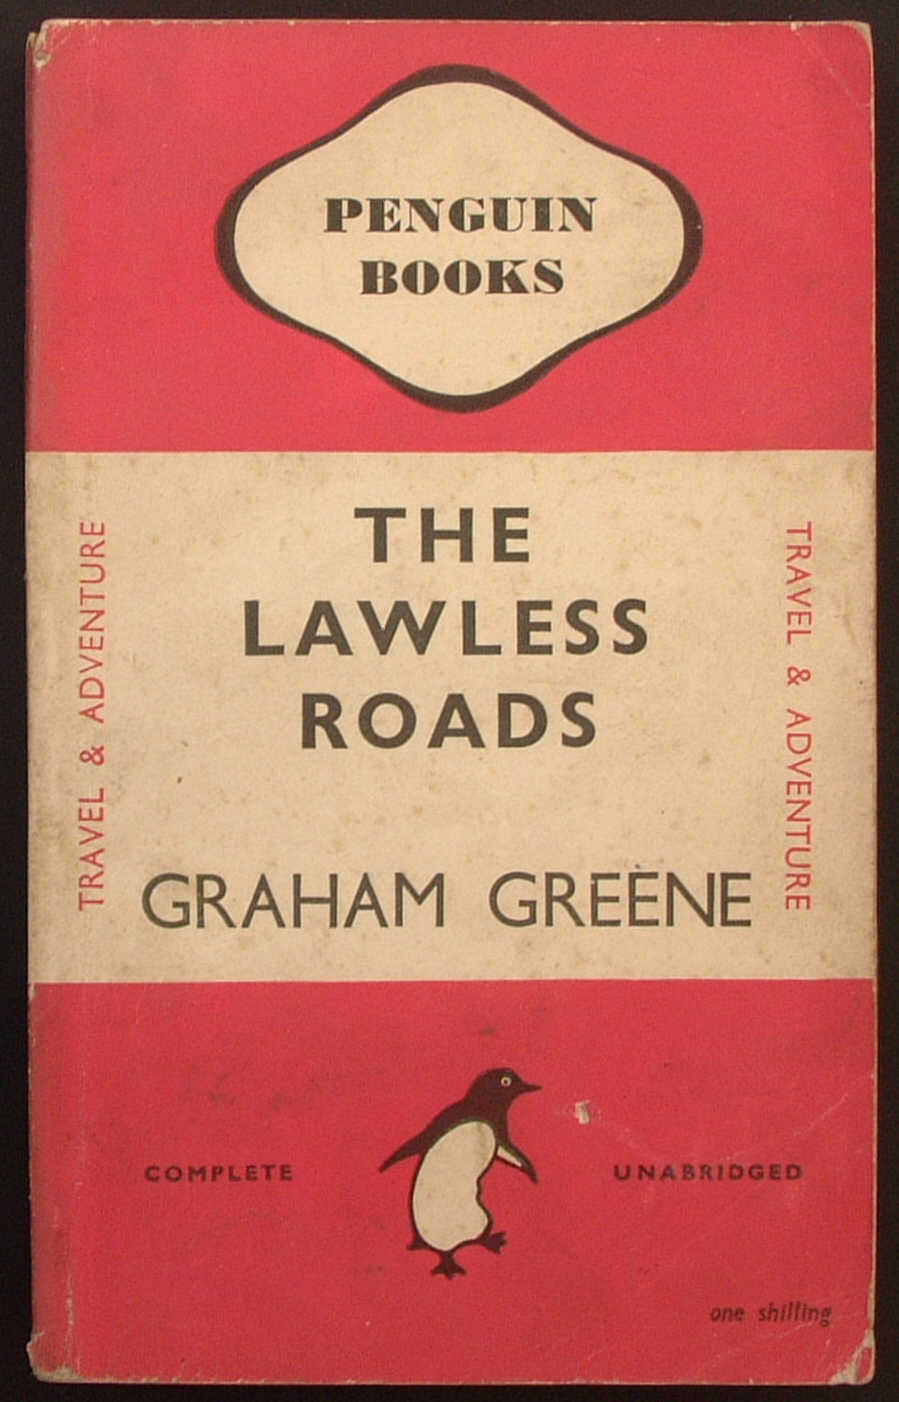 PENGUIN
BOOKS
THE
LAWLESS
ROADS
GRAHAM GREENE
TRAVEL & ADVENTURE
TRAVEL & ADVENTURE
COMPLETE
UNABRIDGED
one shilling